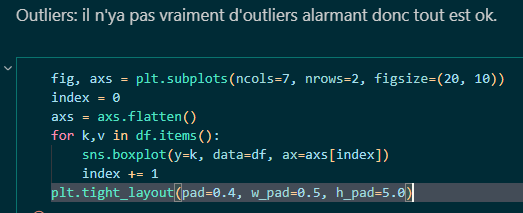 Outliers: il n'ya pas vraiment d'outliers alarmant donc tout est ok.
fig, axs = plt.subplots(ncols=7, nrows=2, figsize=(20, 10))
index = 0
axs = axs.flatten()
for k,v in df.items():
    sns.boxplot(y=k, data=df, ax=axs[index])
    index += 1
plt.tight_layout(pad=0.4, w_pad=0.5, h_pad=5.0)